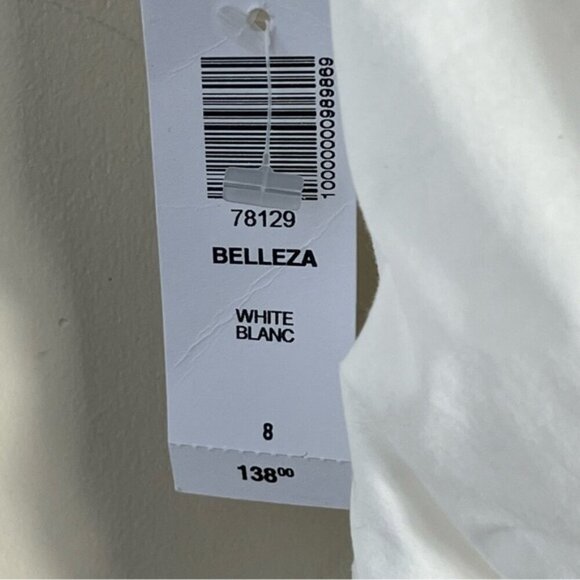 1000000989869
78129
BELLEZA
WHITE
BLANC
8
138⁰⁰